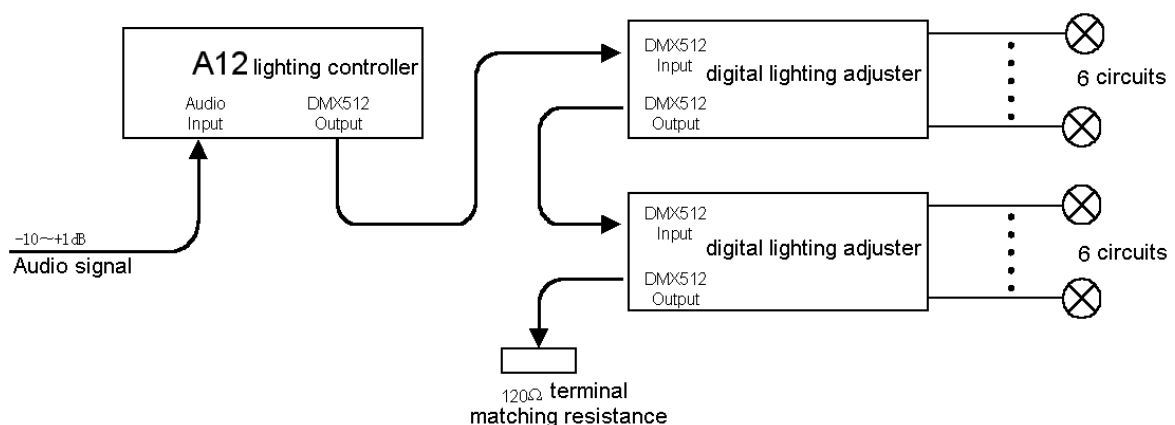 A12 lighting controller
Audio
Input
DMX512
Output
-10~+1dB
Audio signal
DMX512
Input
digital lighting adjuster
DMX512
Output
6 circuits
DMX512
Input
digital lighting adjuster
DMX512
Output
6 circuits
120Ω terminal
matching resistance